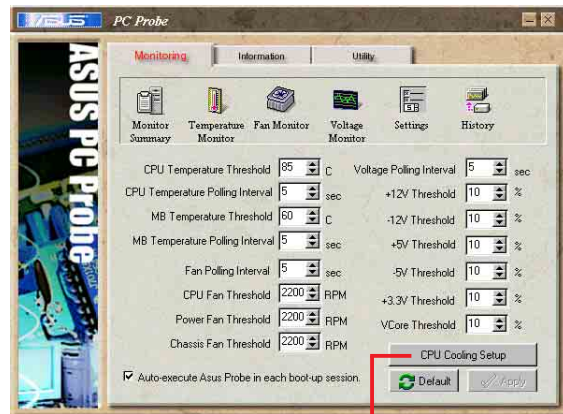 ASUS
PC Probe
ASUS PC Probe
Monitoring
Information
Utility
Monitor Summary
Temperature Monitor
Fan Monitor
Voltage Monitor
Settings
History
CPU Temperature Threshold 85 C
CPU Temperature Polling Interval 5 sec
MB Temperature Threshold 60 C
MB Temperature Polling Interval 5 sec
Fan Polling Interval 5 sec
CPU Fan Threshold 2200 RPM
Power Fan Threshold 2200 RPM
Chassis Fan Threshold 2200 RPM
Voltage Polling Interval 5 sec
+12V Threshold 10 %
-12V Threshold 10 %
+5V Threshold 10 %
-5V Threshold 10 %
+3.3V Threshold 10 %
VCore Threshold 10 %
CPU Cooling Setup
Auto-execute Asus Probe in each boot-up session.
Default
Apply